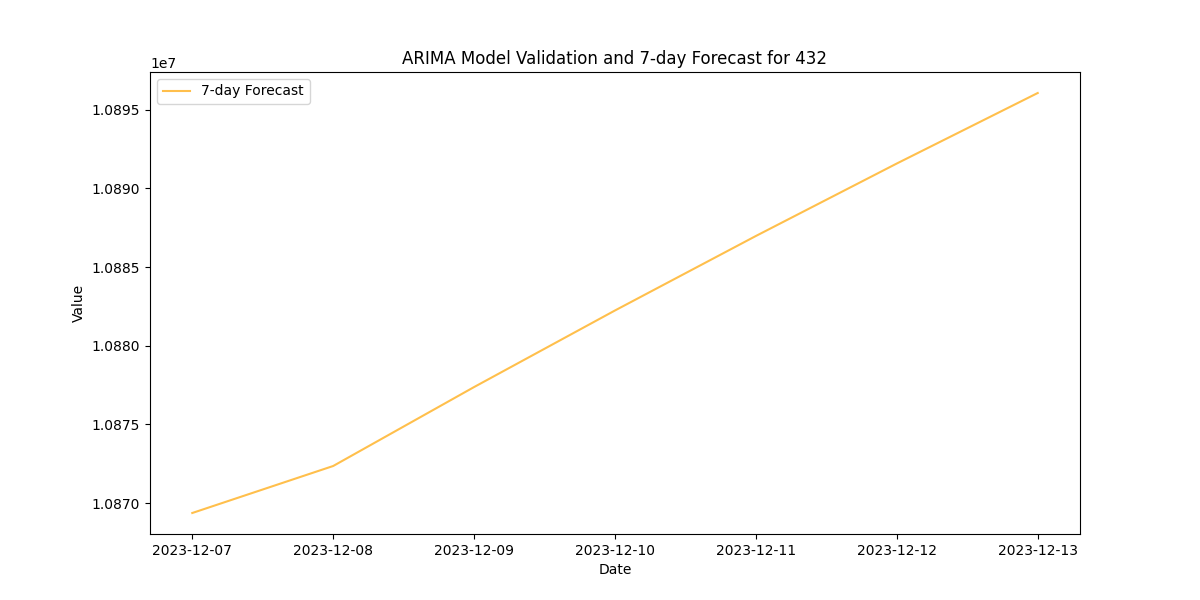 ARIMA Model Validation and 7-day Forecast for 432
1e7
7-day Forecast
1.0895
1.0890
1.0885
1.0880
1.0875
1.0870
Value
2023-12-07 2023-12-08 2023-12-09 2023-12-10 2023-12-11 2023-12-12 2023-12-13
Date